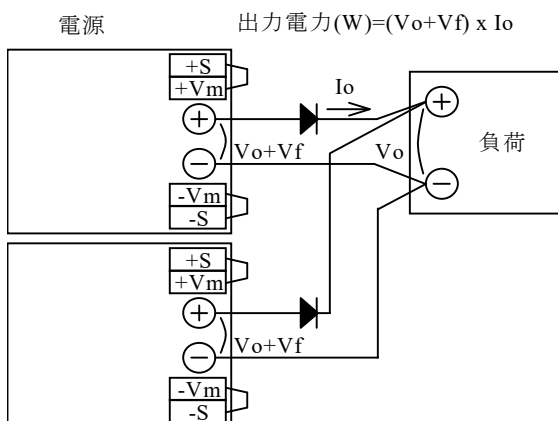 電源
出力電力(W)=(Vo+Vf) x Io
+S
+Vm
+
−
-Vm
-S
Vo+Vf
Io
Vo
+
−
負荷
+S
+Vm
+
−
-Vm
-S
Vo+Vf